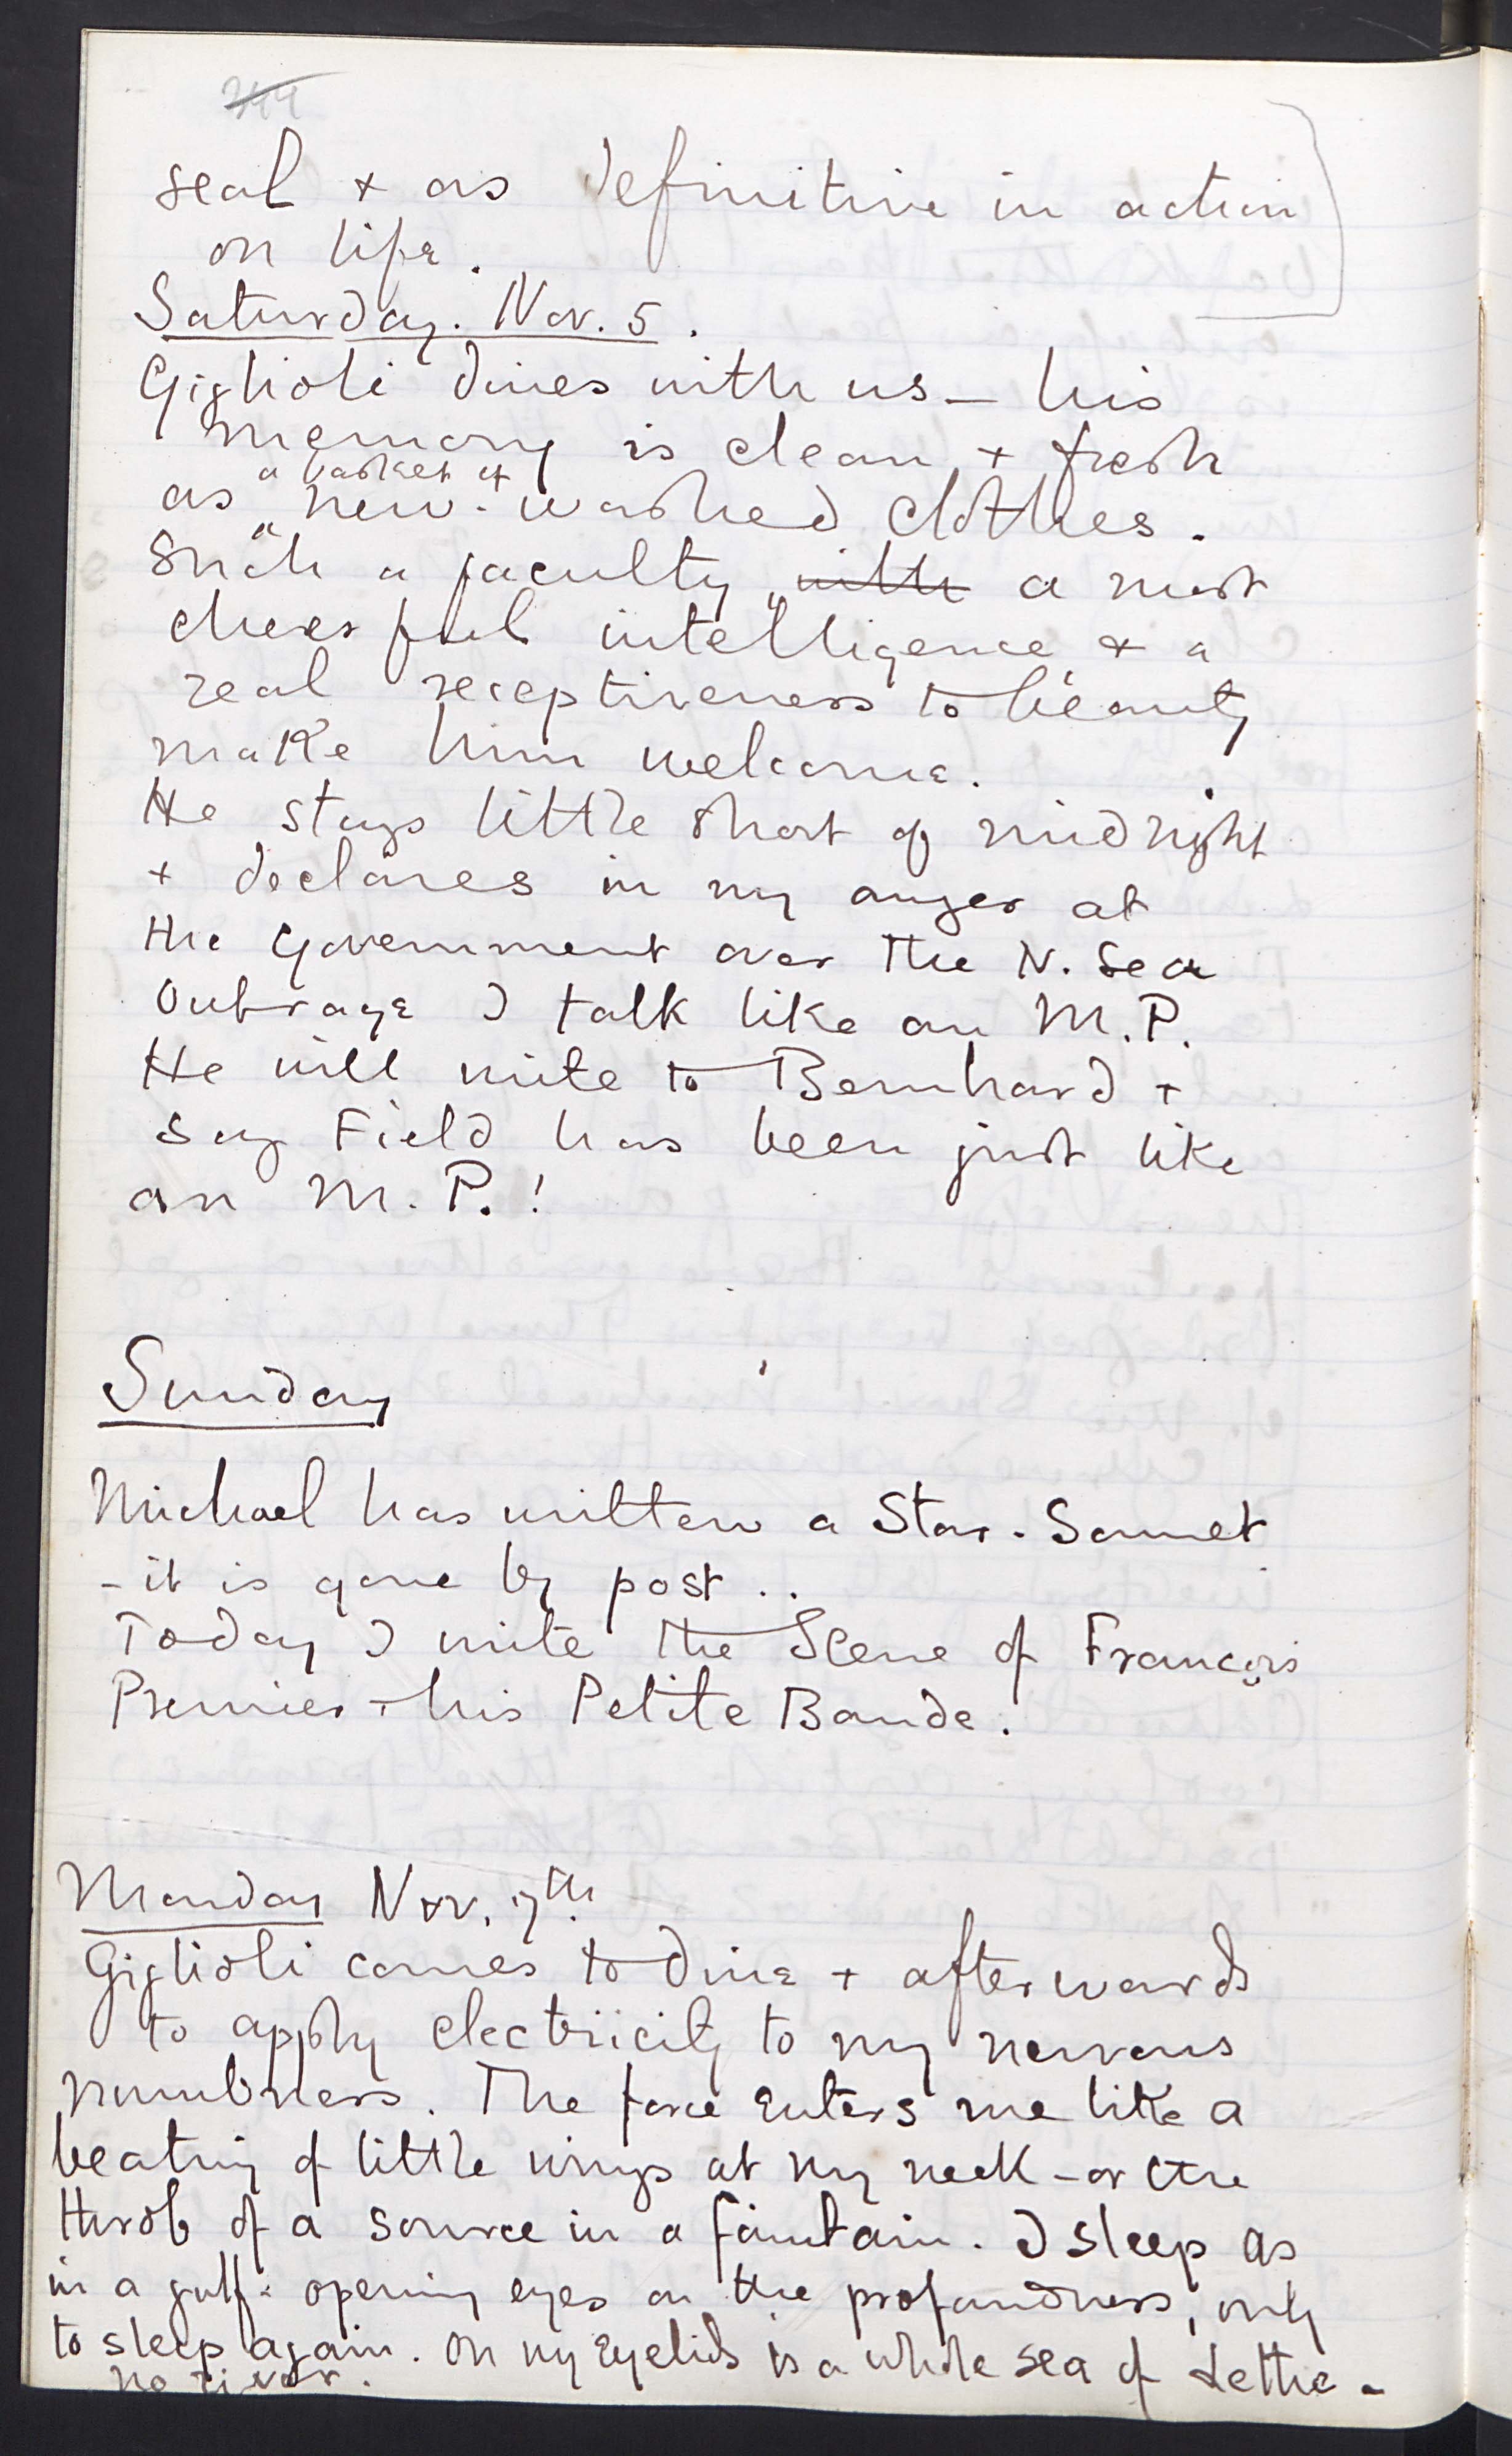 344
seal + as definitive in action
on life.
Saturday. Nov. 5.
Giglioli dines with us — his
memory is clean + fresh
a basket of
as new-washed clothes.
Such a faculty, with a most
cheerful intelligence + a
real receptiveness to beauty
make him welcome.
He stays little short of midnight
+ declares in my anger at
the Government over the N. Sea
Outrage I talk like an M.P.
He will write to Bernhard +
say Field has been just like
an M.P.!
Sunday
Michael has written a Star-Sonnet
- it is gone by post..
Today I write the Scene of François
Premier + his Petite Bande.
Monday Nov. 7th.
Giglioli comes to dine + afterwards
to apply electricity to my nervous
numbness. The force enters me like a
beating of little wings at my neck - or the
throb of a source in a fountain. I sleep as
in a gulf - opening eyes on the profoundness, only
to sleep again. On my Eyelids is a whole sea of Lethe -
no river.